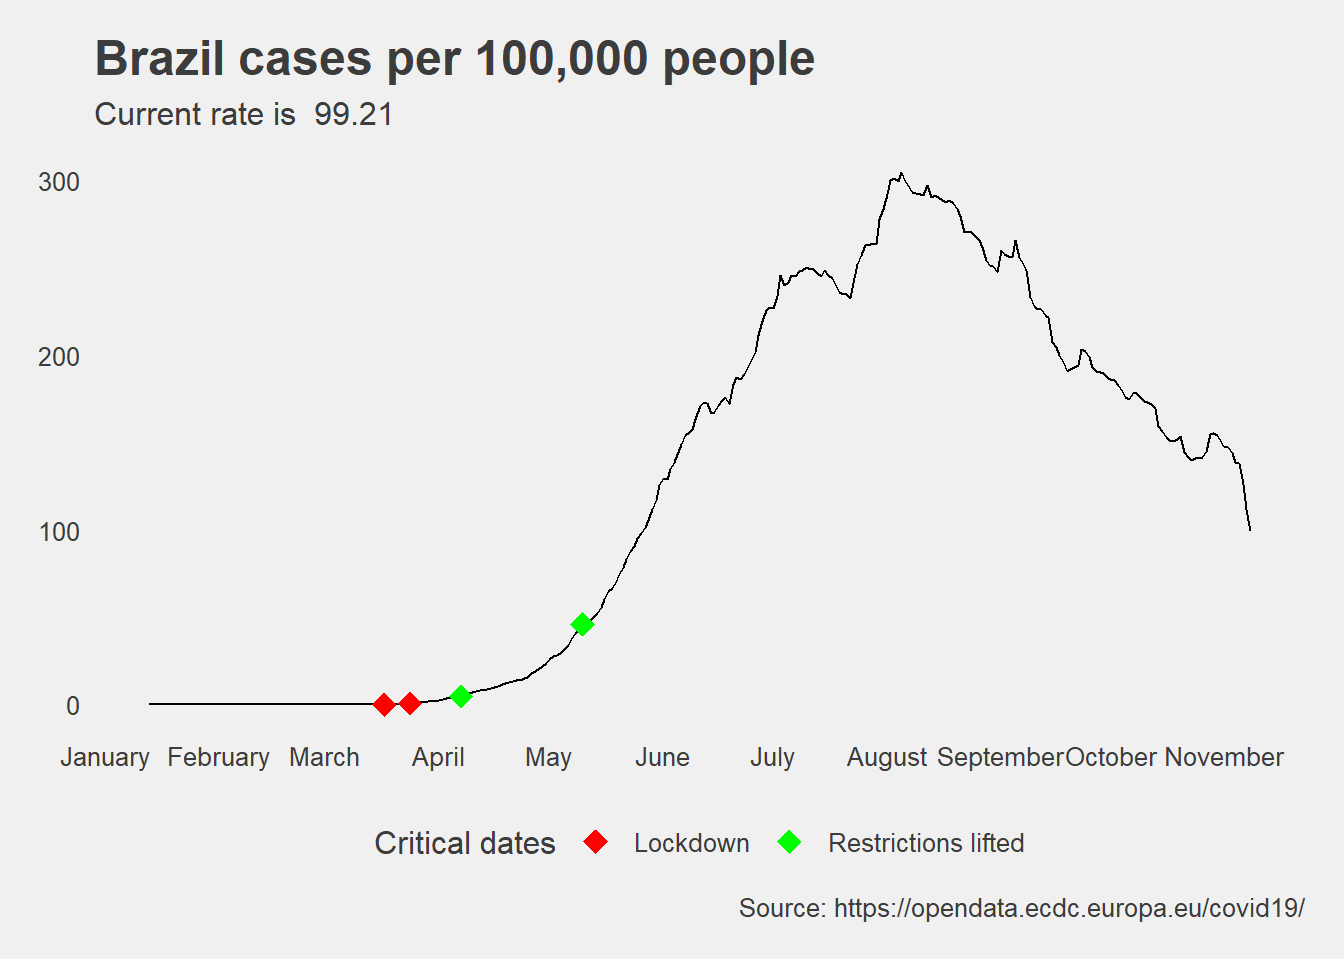 Brazil cases per 100,000 people
Current rate is  99.21
300
200
100
0
January February March April May June July August September October November
Critical dates Lockdown Restrictions lifted
Source: https://opendata.ecdc.europa.eu/covid19/